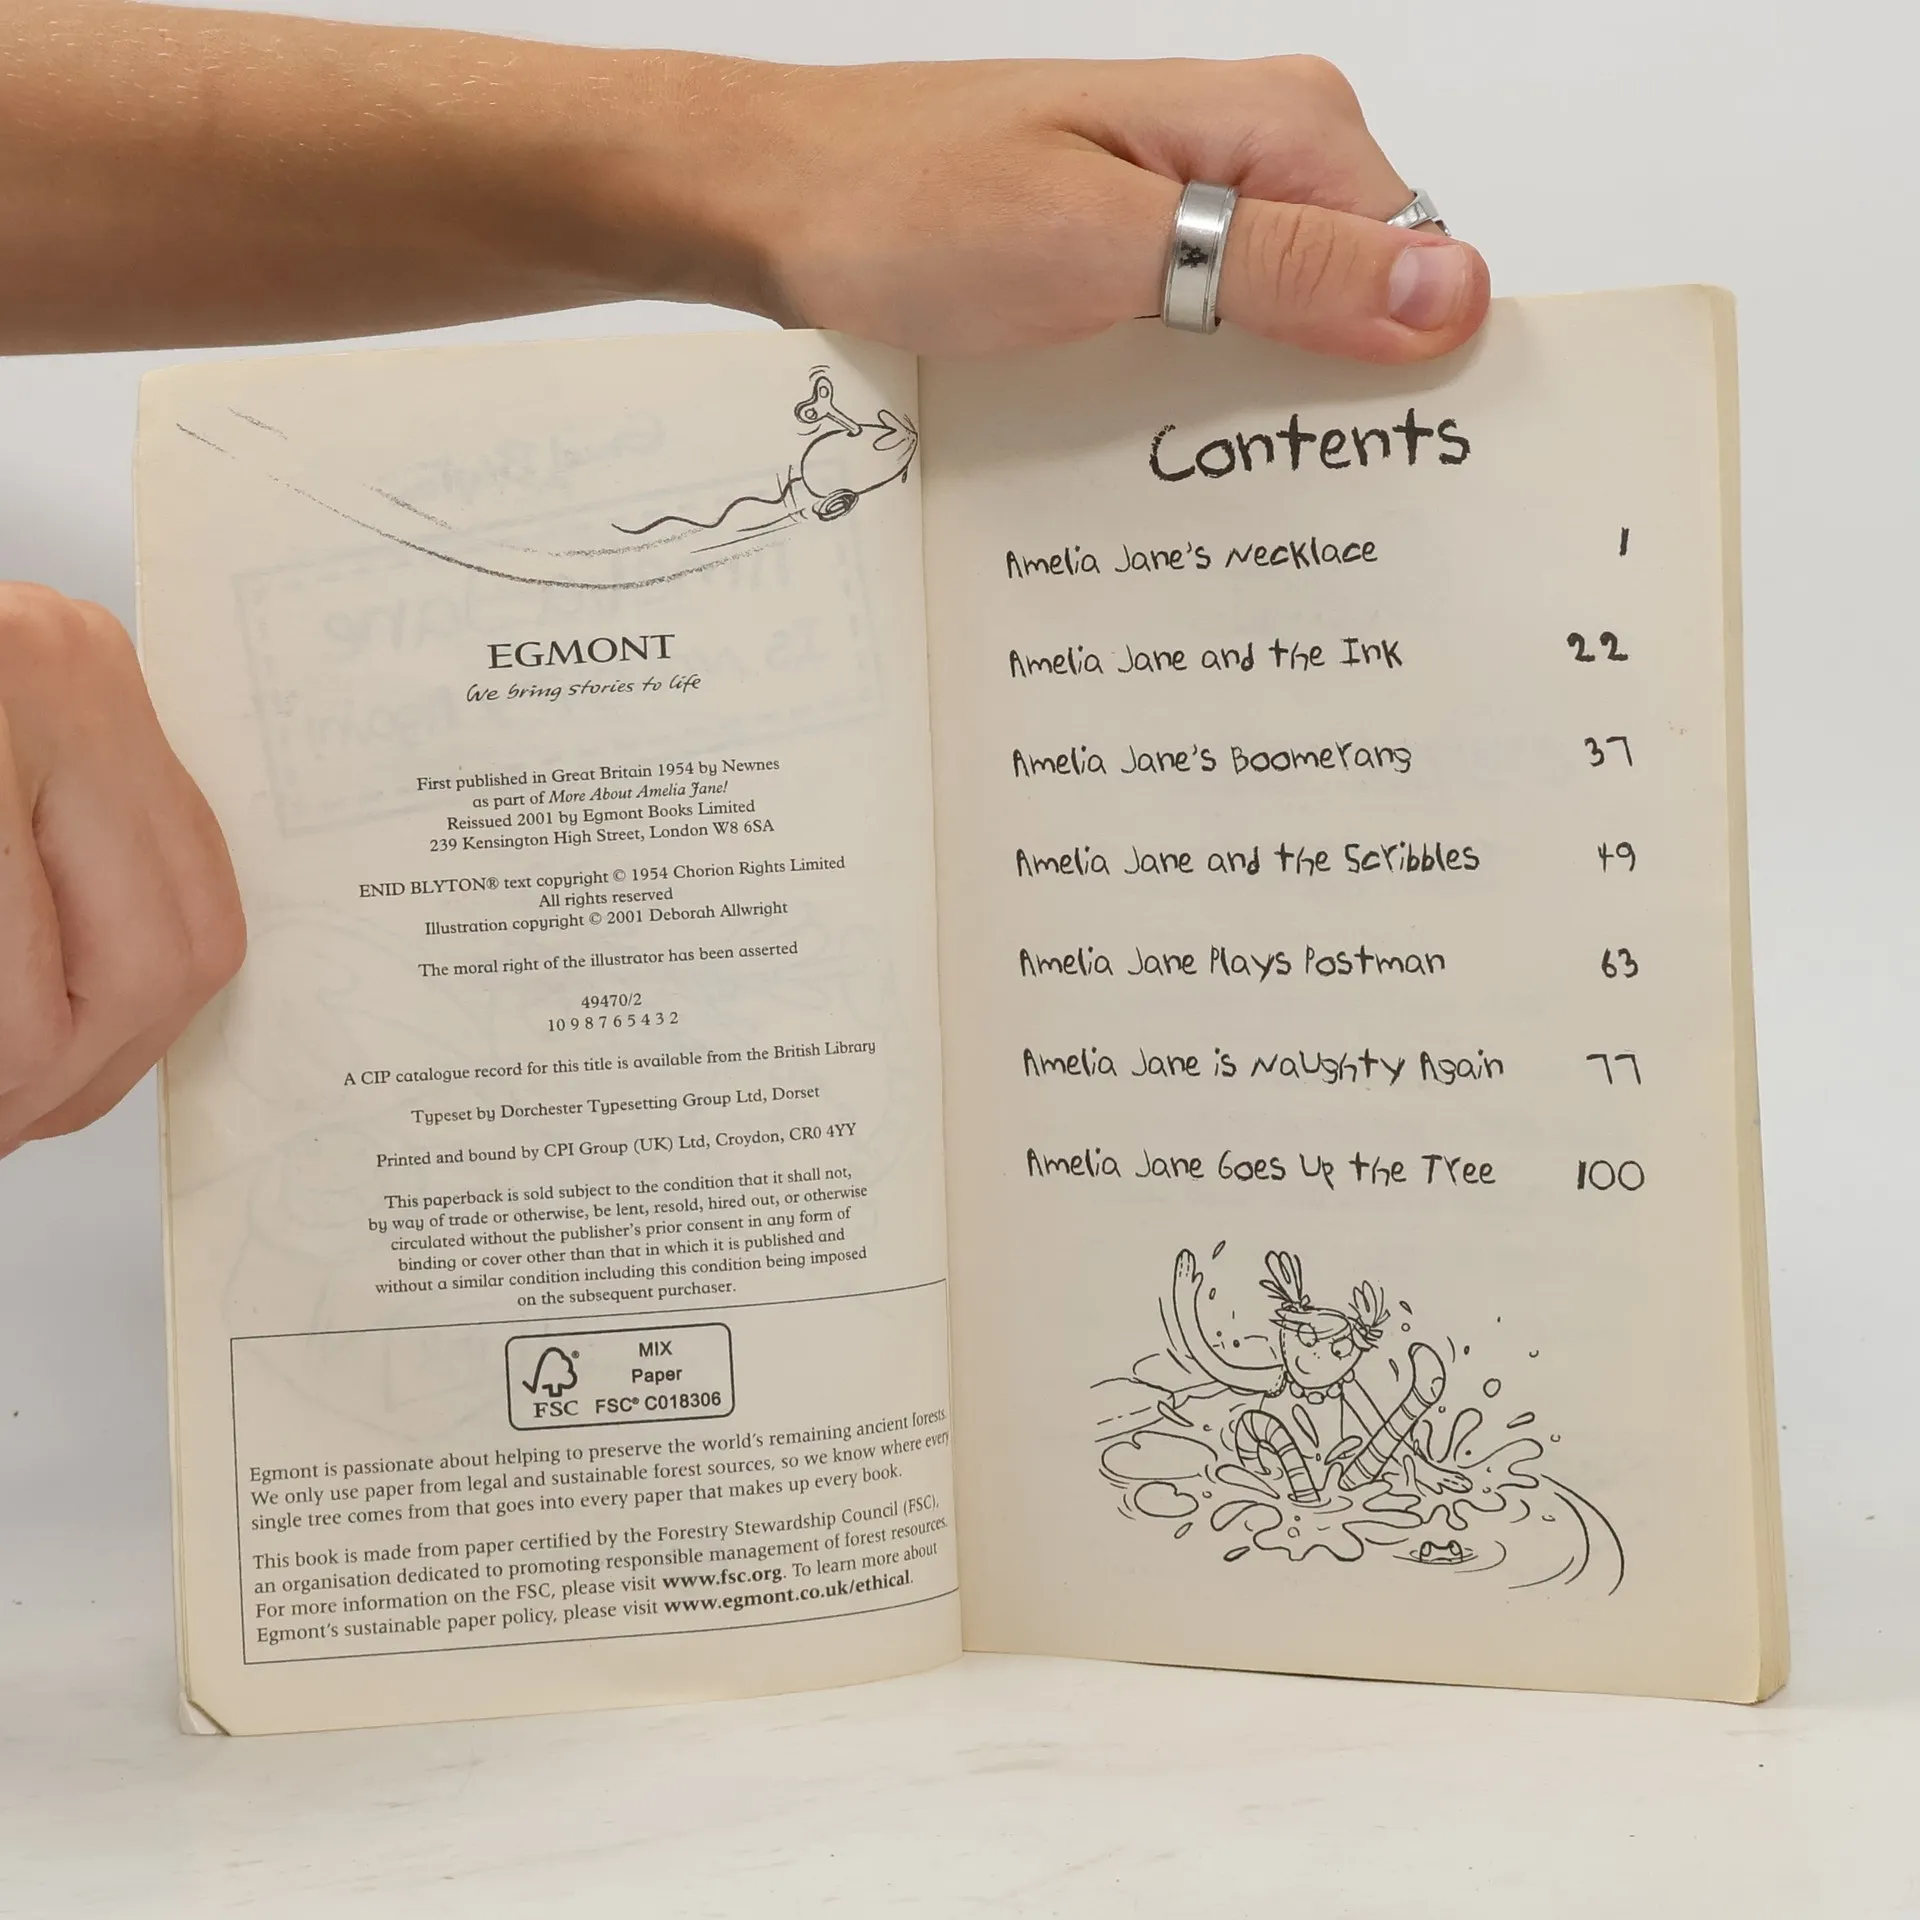 EGMONT
We bring stories to life
First published in Great Britain 1954 by Newnes
as part of More About Amelia Jane!
Reissued 2001 by Egmont Books Limited
239 Kensington High Street, London W8 6SA
ENID BLYTON® text copyright © 1954 Chorion Rights Limited
All rights reserved
Illustration copyright © 2001 Deborah Allwright
The moral right of the illustrator has been asserted
49470/2
10 9 8 7 6 5 4 3 2
A CIP catalogue record for this title is available from the British Library
Typeset by Dorchester Typesetting Group Ltd, Dorset
Printed and bound by CPI Group (UK) Ltd, Croydon, CR0 4YY
This paperback is sold subject to the condition that it shall not,
by way of trade or otherwise, be lent, resold, hired out, or otherwise
circulated without the publisher's prior consent in any form of
binding or cover other than that in which it is published and
without a similar condition including this condition being imposed
on the subsequent purchaser.
MIX
Paper
FSC® C018306
FSC
Egmont is passionate about helping to preserve the world's remaining ancient forests.
We only use paper from legal and sustainable forest sources, so we know where every
single tree comes from that goes into every paper that makes up every book.
This book is made from paper certified by the Forestry Stewardship Council (FSC),
an organisation dedicated to promoting responsible management of forest resources.
For more information on the FSC, please visit www.fsc.org. To learn more about
Egmont's sustainable paper policy, please visit www.egmont.co.uk/ethical.
Contents
Amelia Jane's Necklace 1
Amelia Jane and the Ink 22
Amelia Jane's Boomerang 37
Amelia Jane and the Scribbles 49
Amelia Jane Plays Postman 63
Amelia Jane is Naughty Again 77
Amelia Jane Goes Up the Tree 100